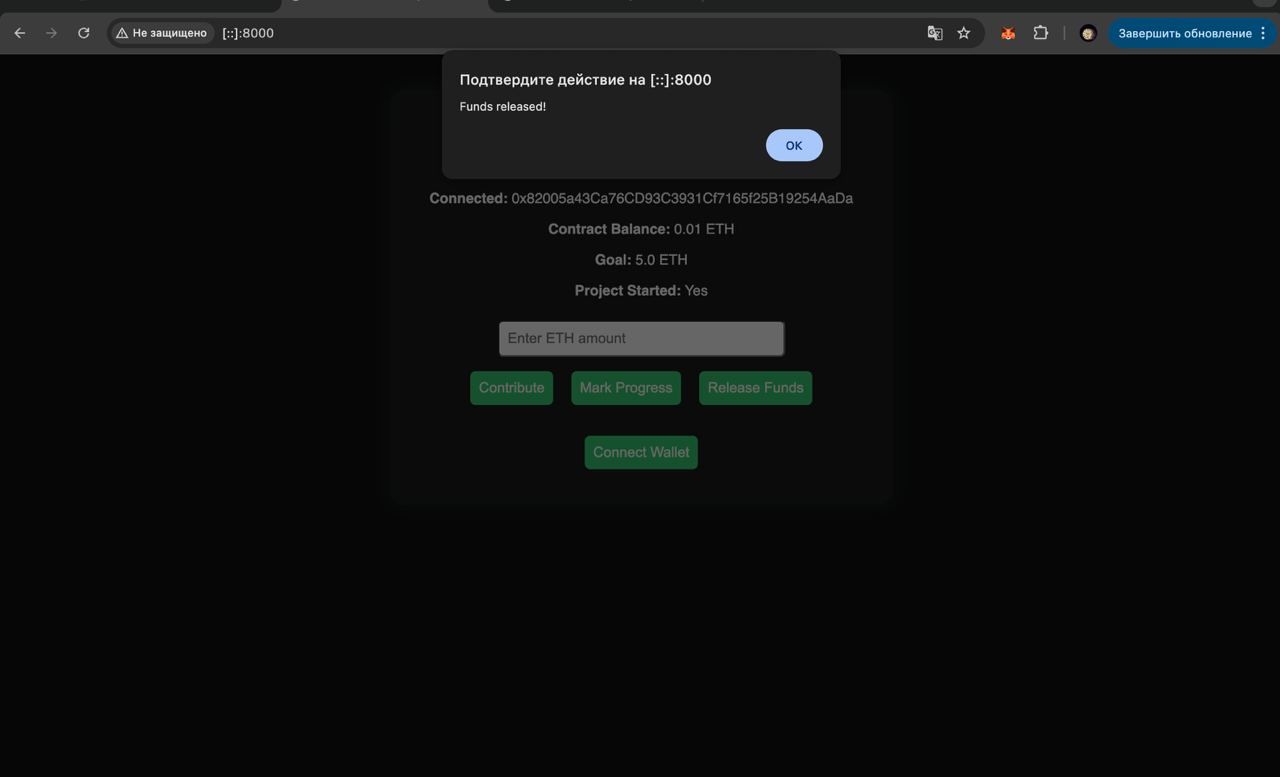 Не защищено
[::]:8000
Завершить обновление
Подтвердите действие на [::]:8000
Funds released!
OK
Connected: 0x82005a43Ca76CD93C3931Cf7165f25B19254AaDa
Contract Balance: 0.01 ETH
Goal: 5.0 ETH
Project Started: Yes
Enter ETH amount
Contribute
Mark Progress
Release Funds
Connect Wallet